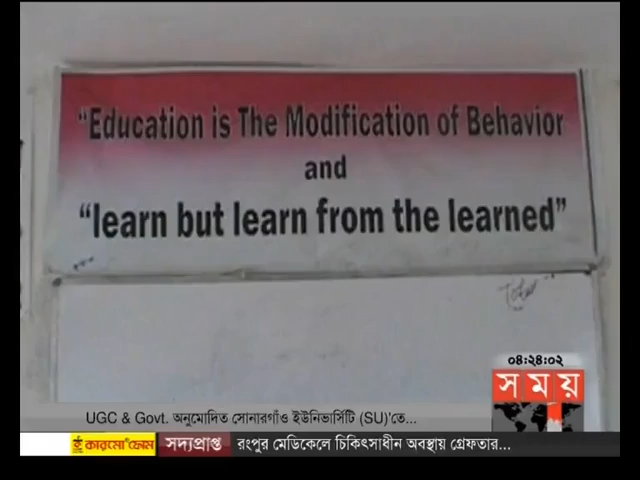 "Education is The Modification of Behavior
and
"learn but learn from the learned"
০৪:২৪:০২
সময়
UGC & Govt. অনুমোদিত সোনারগাঁও ইউনিভার্সিটি (SU)'তে...
কারমো ফোম
সদ্যপ্রাপ্ত
রংপুর মেডিকেলে চিকিৎসাধীন অবস্থায় গ্রেফতার...